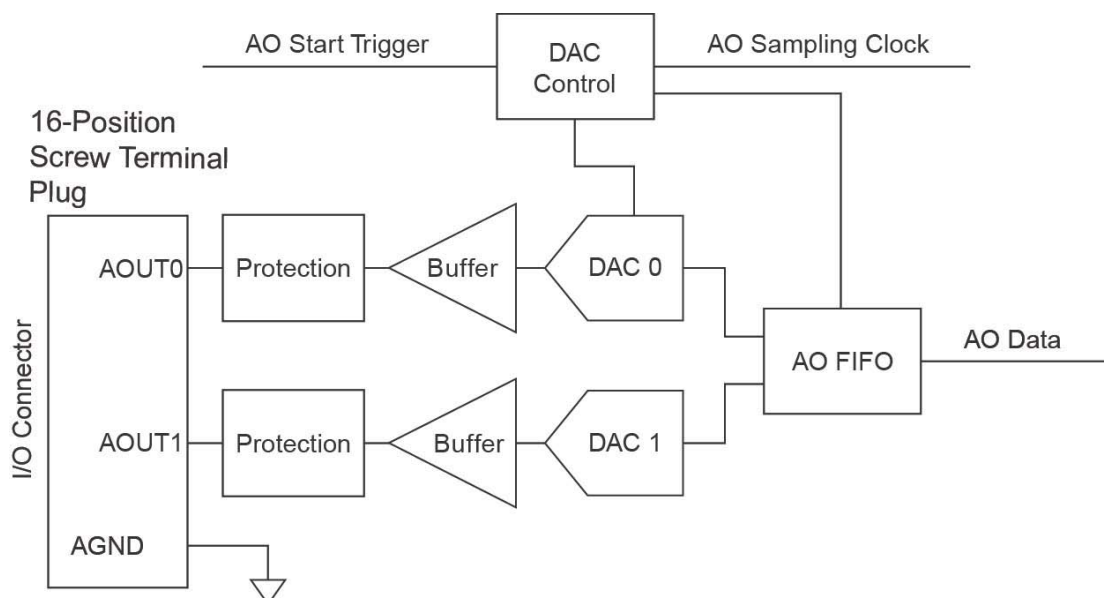 AO Start Trigger
DAC
Control
AO Sampling Clock
16-Position
Screw Terminal
Plug
I/O Connector
AOUT0
Protection
Buffer
DAC 0
AO FIFO
AO Data
AOUT1
Protection
Buffer
DAC 1
AGND